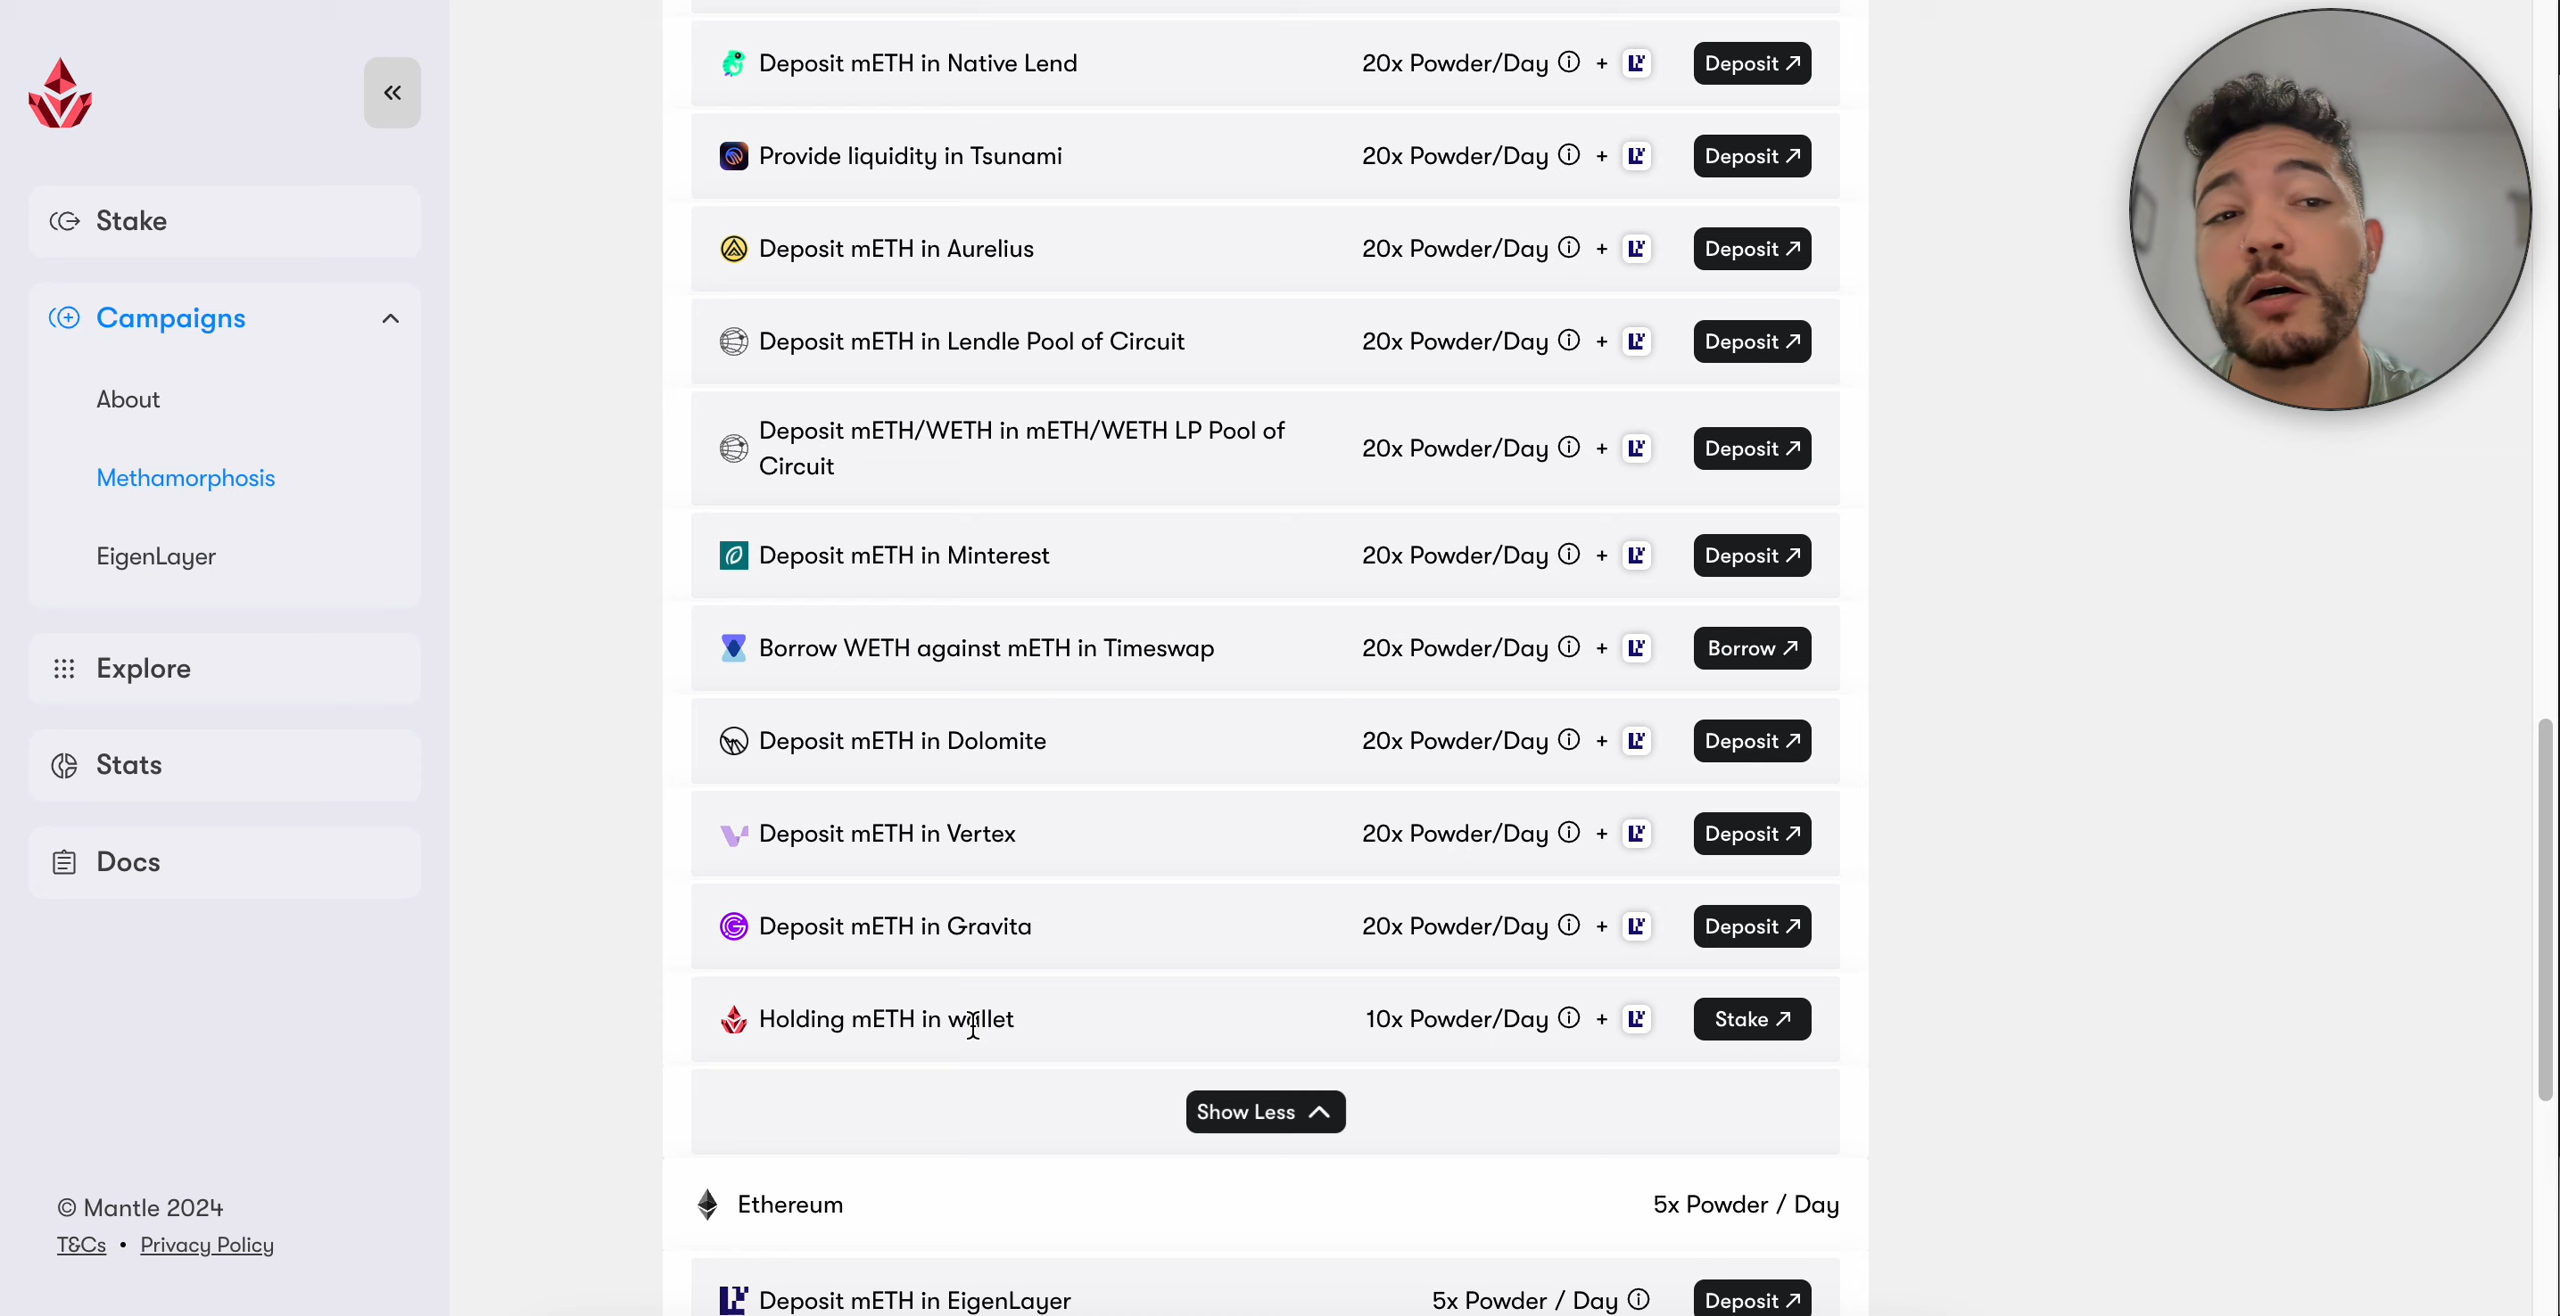 Stake
Campaigns
About
Methamorphosis
EigenLayer
Explore
Stats
Docs
© Mantle 2024
T&Cs • Privacy Policy
Deposit mETH in Native Lend 20x Powder/Day + Deposit
Provide liquidity in Tsunami 20x Powder/Day + Deposit
Deposit mETH in Aurelius 20x Powder/Day + Deposit
Deposit mETH in Lendle Pool of Circuit 20x Powder/Day + Deposit
Deposit mETH/WETH in mETH/WETH LP Pool of
Circuit
20x Powder/Day + Deposit
Deposit mETH in Minterest 20x Powder/Day + Deposit
Borrow WETH against mETH in Timeswap 20x Powder/Day + Borrow
Deposit mETH in Dolomite 20x Powder/Day + Deposit
Deposit mETH in Vertex 20x Powder/Day + Deposit
Deposit mETH in Gravita 20x Powder/Day + Deposit
Holding mETH in wallet 10x Powder/Day + Stake
Show Less
Ethereum 5x Powder / Day
Deposit mETH in EigenLayer 5x Powder / Day Deposit